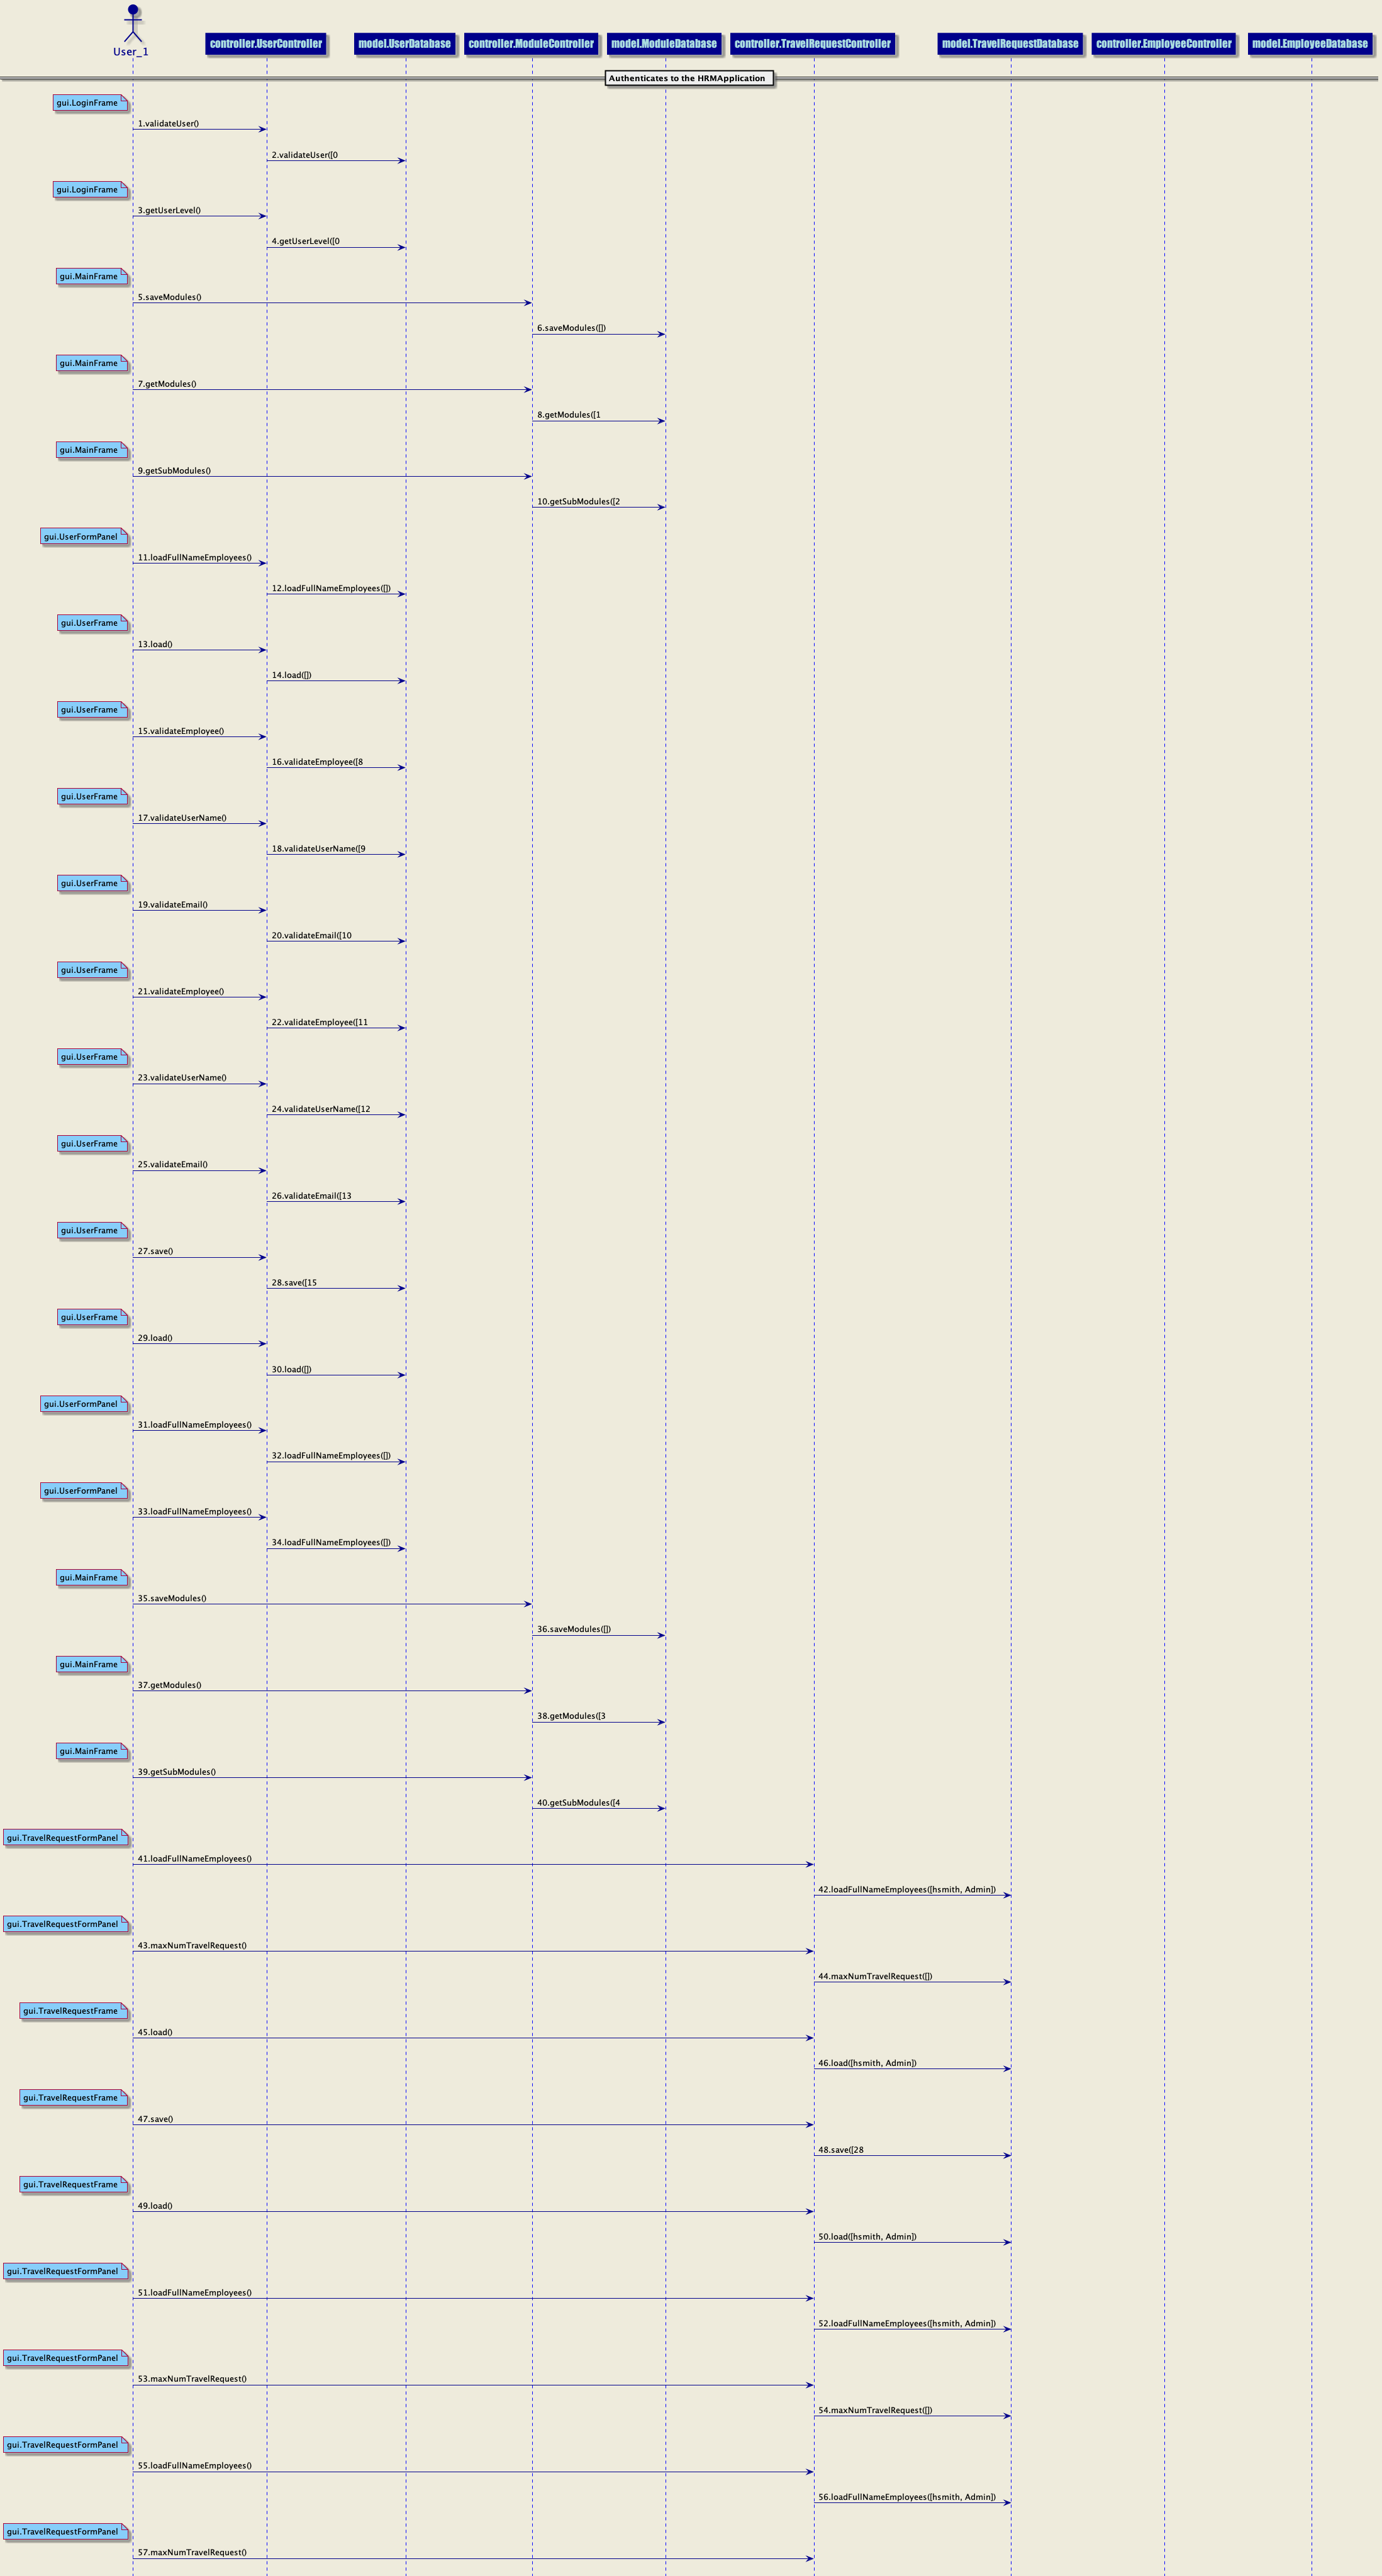 User_1
controller.UserController
model.UserDatabase
controller.ModuleController
model.ModuleDatabase
controller.TravelRequestController
model.TravelRequestDatabase
controller.EmployeeController
model.EmployeeDatabase
Authenticates to the HRMApplication
gui.LoginFrame
1.validateUser()
2.validateUser([0
gui.LoginFrame
3.getUserLevel()
4.getUserLevel([0
gui.MainFrame
5.saveModules()
6.saveModules([])
gui.MainFrame
7.getModules()
8.getModules([1
gui.MainFrame
9.getSubModules()
10.getSubModules([2
gui.UserFormPanel
11.loadFullNameEmployees()
12.loadFullNameEmployees([])
gui.UserFrame
13.load()
14.load([])
gui.UserFrame
15.validateEmployee()
16.validateEmployee([8
gui.UserFrame
17.validateUserName()
18.validateUserName([9
gui.UserFrame
19.validateEmail()
20.validateEmail([10
gui.UserFrame
21.validateEmployee()
22.validateEmployee([11
gui.UserFrame
23.validateUserName()
24.validateUserName([12
gui.UserFrame
25.validateEmail()
26.validateEmail([13
gui.UserFrame
27.save()
28.save([15
gui.UserFrame
29.load()
30.load([])
gui.UserFormPanel
31.loadFullNameEmployees()
32.loadFullNameEmployees([])
gui.UserFormPanel
33.loadFullNameEmployees()
34.loadFullNameEmployees([])
gui.MainFrame
35.saveModules()
36.saveModules([])
gui.MainFrame
37.getModules()
38.getModules([3
gui.MainFrame
39.getSubModules()
40.getSubModules([4
gui.TravelRequestFormPanel
41.loadFullNameEmployees()
42.loadFullNameEmployees([hsmith, Admin])
gui.TravelRequestFormPanel
43.maxNumTravelRequest()
44.maxNumTravelRequest([])
gui.TravelRequestFrame
45.load()
46.load([hsmith, Admin])
gui.TravelRequestFrame
47.save()
48.save([28
gui.TravelRequestFrame
49.load()
50.load([hsmith, Admin])
gui.TravelRequestFormPanel
51.loadFullNameEmployees()
52.loadFullNameEmployees([hsmith, Admin])
gui.TravelRequestFormPanel
53.maxNumTravelRequest()
54.maxNumTravelRequest([])
gui.TravelRequestFormPanel
55.loadFullNameEmployees()
56.loadFullNameEmployees([hsmith, Admin])
gui.TravelRequestFormPanel
57.maxNumTravelRequest()